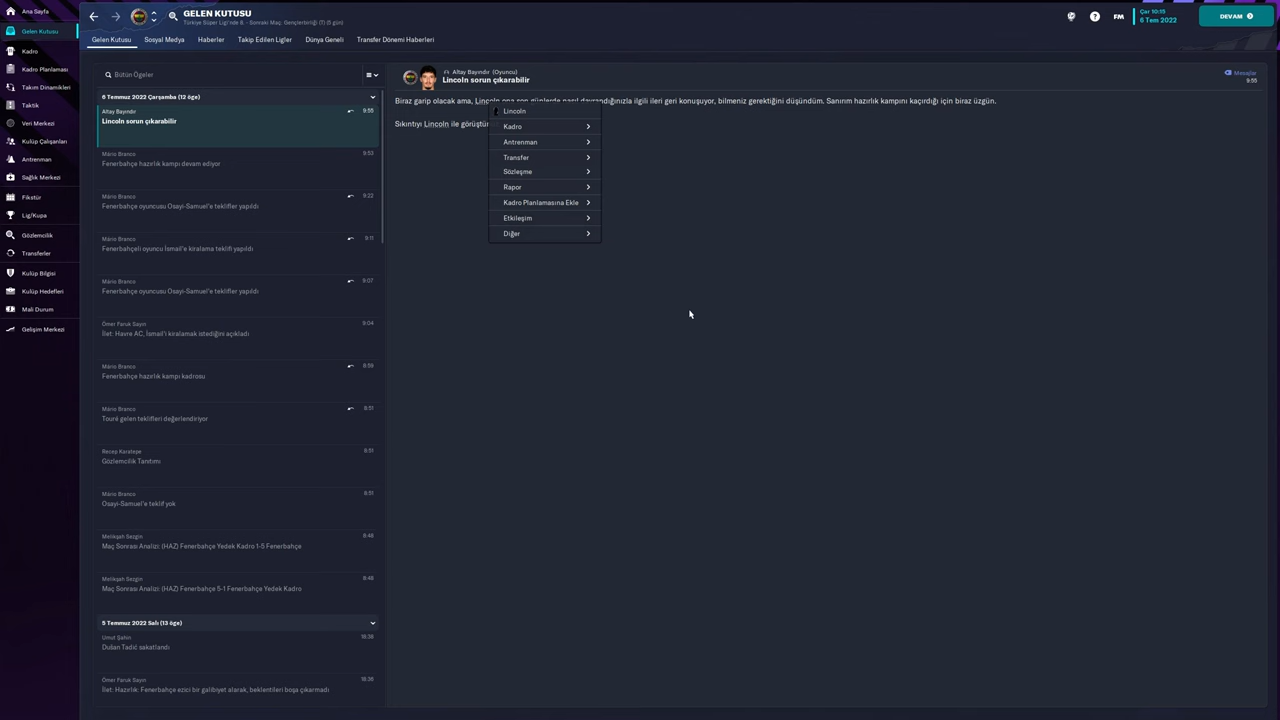 Ana Sayfa
Gelen Kutusu
Kadro
Kadro Planlaması
Takım Dinamikleri
Taktik
Veri Merkezi
Kulüp Çalışanları
Antrenman
Sağlık Merkezi
Fikstür
Lig/Kupa
Gözlemcilik
Transferler
Kulüp Bilgisi
Kulüp Hedefleri
Mali Durum
Gelişim Merkezi
GELEN KUTUSU
Türkiye Süper Ligi'nde 8. - Sonraki Maç: Gençlerbirliği (T) (5 gün)
FM
Çar 10:55
6 Tem 2022
DEVAM
Gelen Kutusu
Sosyal Medya
Haberler
Takip Edilen Ligler
Dünya Geneli
Transfer Dönemi Haberleri
Bütün Ögeler
6 Temmuz 2022 Çarşamba (12 öge)
Altay Bayındır 9:55
Lincoln sorun çıkarabilir
Mário Branco 9:53
Fenerbahçe hazırlık kampı devam ediyor
Mário Branco 9:22
Fenerbahçe oyuncusu Osayi-Samuel'e teklifler yapıldı
Mário Branco 9:11
Fenerbahçeli oyuncu İsmail'e kiralama teklifi yapıldı
Mário Branco 9:07
Fenerbahçe oyuncusu Osayi-Samuel'e teklifler yapıldı
Ömer Faruk Sayın 9:04
İlet: Havre AC, İsmail'i kiralamak istediğini açıkladı
Mário Branco 8:59
Fenerbahçe hazırlık kampı kadrosu
Mário Branco 8:51
Touré gelen teklifleri değerlendiriyor
Recep Karatepe 8:51
Gözlemcilik Tanıtımı
Mário Branco 8:51
Osayi-Samuel'e teklif yok
Melikşah Sezgin 8:48
Maç Sonrası Analizi: (HAZ) Fenerbahçe Yedek Kadro 1-5 Fenerbahçe
Melikşah Sezgin 8:48
Maç Sonrası Analizi: (HAZ) Fenerbahçe 5-1 Fenerbahçe Yedek Kadro
5 Temmuz 2022 Salı (13 öge)
Umut Şahin 18:38
Dušan Tadić sakatlandı
Ömer Faruk Sayın 18:36
İlet: Hazırlık: Fenerbahçe ezici bir galibiyet alarak, beklentileri boşa çıkarmadı
Altay Bayındır (Oyuncu)
Lincoln sorun çıkarabilir
Mesajlar
9:55
Biraz garip olacak ama, Lincoln ona son günlerde nasıl davrandığınızla ilgili ileri geri konuşuyor, bilmeniz gerektiğini düşündüm. Sanırım hazırlık kampını kaçırdığı için biraz üzgün.
Sıkıntıyı Lincoln ile
Lincoln
Kadro
Antrenman
Transfer
Sözleşme
Rapor
Kadro Planlamasına Ekle
Etkileşim
Diğer